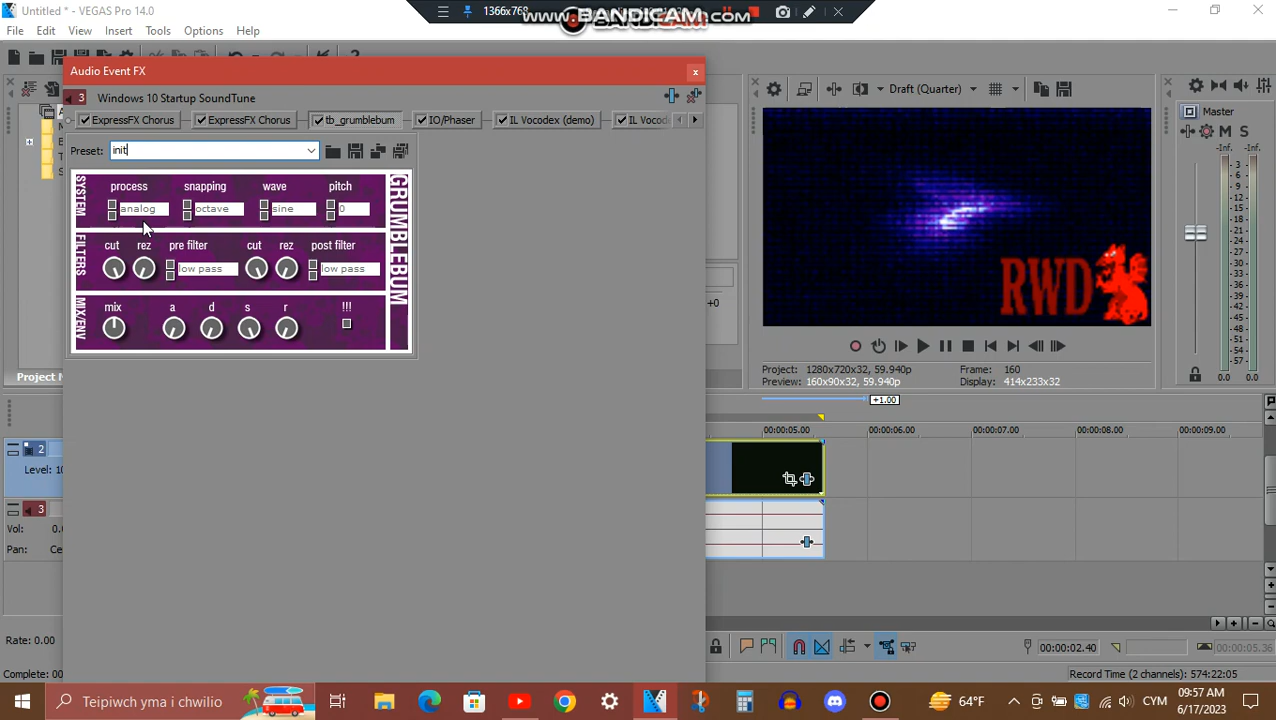 Untitled * - VEGAS Pro 14.0
1366x768
www.BANDICAM.com
File Edit View Insert Tools Options Help
Audio Event FX
3 Windows 10 Startup SoundTune
ExpressFX Chorus ExpressFX Chorus tb_grumblebum IO/Phaser IL Vocodex (demo) IL Vocod
Preset: init
SYSTEM
process snapping wave pitch
analog octave sine 0
FILTERS
cut rez pre filter cut rez post filter
low pass low pass
MIX/ENV
mix a d s r !!!
GRUMBLEBUM
Draft (Quarter)
RWD
Project: 1280x720x32, 59.940p Frame: 160
Preview: 160x90x32, 59.940p Display: 414x233x32
Master
M S
-Inf. -Inf.
3
6
9
12
15
18
21
24
27
30
33
36
39
42
45
48
51
54
57
0.0 0.0
Project M
+0
+1.00
00:00:05.00 00:00:06.00 00:00:07.00 00:00:08.00 00:00:09.00
2
Level: 10
3
Vol: 0.
Pan: Ce
Rate: 0.00
00:00:02.40 00:00:05.36
Complete: 00
Record Time (2 channels): 574:22:05
Teipiwch yma i chwilio
64°F
CYM
09:57 AM
6/17/2023